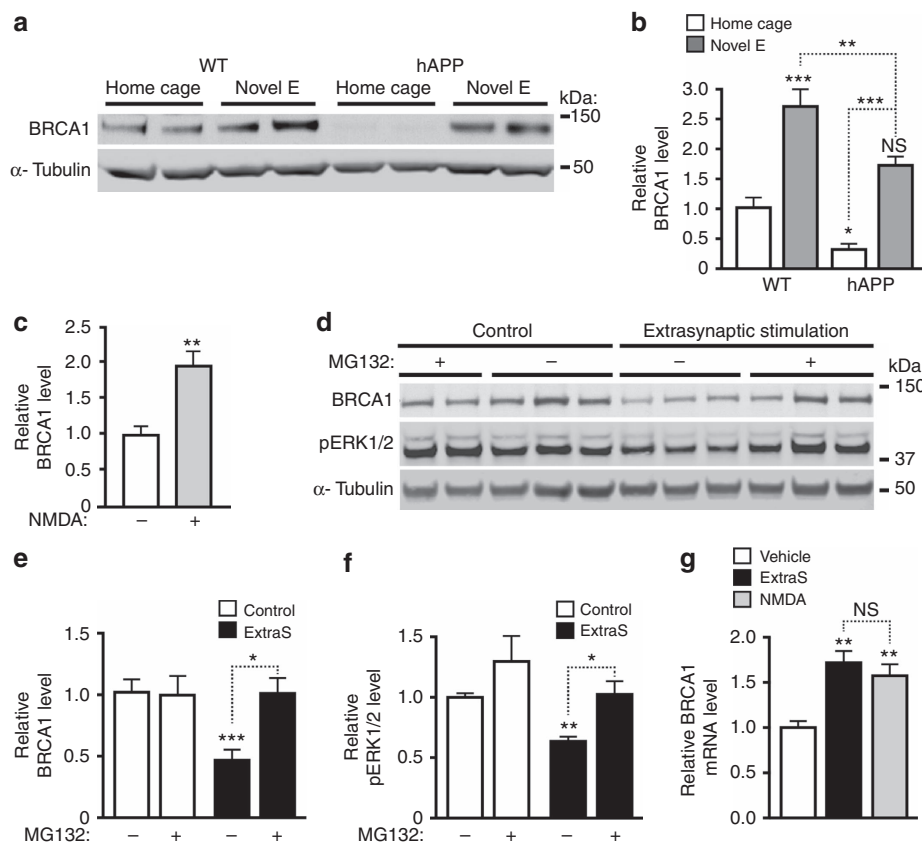 a
WT hAPP
Home cage Novel E Home cage Novel E kDa:
BRCA1 150
α- Tubulin 50
b
Home cage
Novel E
**
***
***
NS
*
Relative
BRCA1 level
3.0
2.5
2.0
1.5
1.0
0.5
0
WT hAPP
c
Relative
BRCA1 level
2.5
2.0
1.5
1.0
0.5
0
**
NMDA: – +
d
Control Extrasynaptic stimulation
MG132: + – – + kDa
BRCA1 150
pERK1/2 37
α- Tubulin 50
e
Control
ExtraS
Relative
BRCA1 level
1.5
1.0
0.5
0
*
***
MG132: – + – +
f
Control
ExtraS
Relative
pERK1/2 level
1.5
1.0
0.5
0
*
**
MG132: – + – +
g
Vehicle
ExtraS
NMDA
NS
** **
Relative BRCA1
mRNA level
2.0
1.5
1.0
0.5
0.0